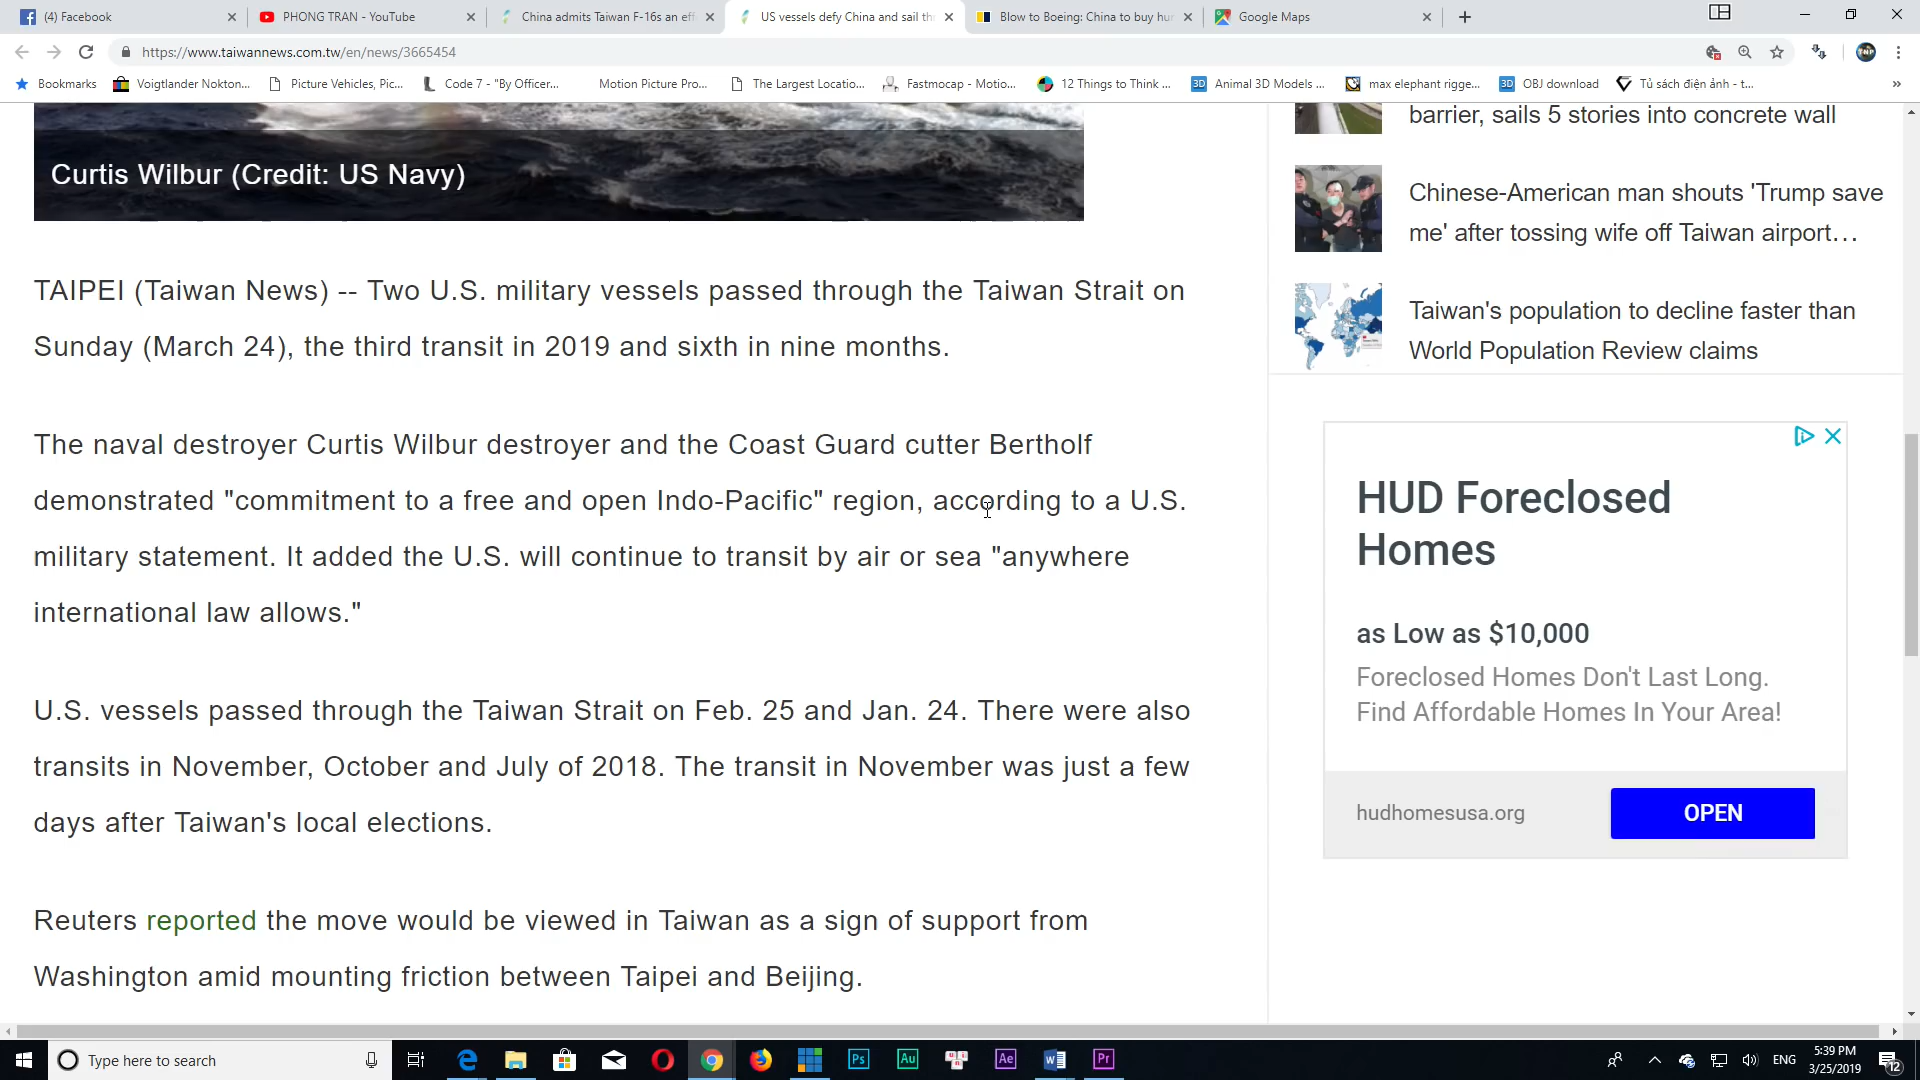 (4) Facebook
PHONG TRAN - YouTube
China admits Taiwan F-16s an eff
US vessels defy China and sail th
Blow to Boeing: China to buy hun
Google Maps
https://www.taiwannews.com.tw/en/news/3665454
Bookmarks
Voigtlander Nokton...
Picture Vehicles, Pic...
Code 7 - "By Officer...
Motion Picture Pro...
The Largest Locatio...
Fastmocap - Motio...
12 Things to Think ...
Animal 3D Models ...
max elephant rigge...
OBJ download
Tủ sách điện ảnh - t...
»
Curtis Wilbur (Credit: US Navy)
TAIPEI (Taiwan News) -- Two U.S. military vessels passed through the Taiwan Strait on
Sunday (March 24), the third transit in 2019 and sixth in nine months.
The naval destroyer Curtis Wilbur destroyer and the Coast Guard cutter Bertholf
demonstrated "commitment to a free and open Indo-Pacific" region, according to a U.S.
military statement. It added the U.S. will continue to transit by air or sea "anywhere
international law allows."
U.S. vessels passed through the Taiwan Strait on Feb. 25 and Jan. 24. There were also
transits in November, October and July of 2018. The transit in November was just a few
days after Taiwan's local elections.
Reuters reported the move would be viewed in Taiwan as a sign of support from
Washington amid mounting friction between Taipei and Beijing.
barrier, sails 5 stories into concrete wall
Chinese-American man shouts 'Trump save
me' after tossing wife off Taiwan airport…
Taiwan's population to decline faster than
World Population Review claims
HUD Foreclosed
Homes
as Low as $10,000
Foreclosed Homes Don't Last Long.
Find Affordable Homes In Your Area!
hudhomesusa.org
OPEN
Type here to search
Ps
Au
Ae
Pr
ENG
5:39 PM
3/25/2019
12